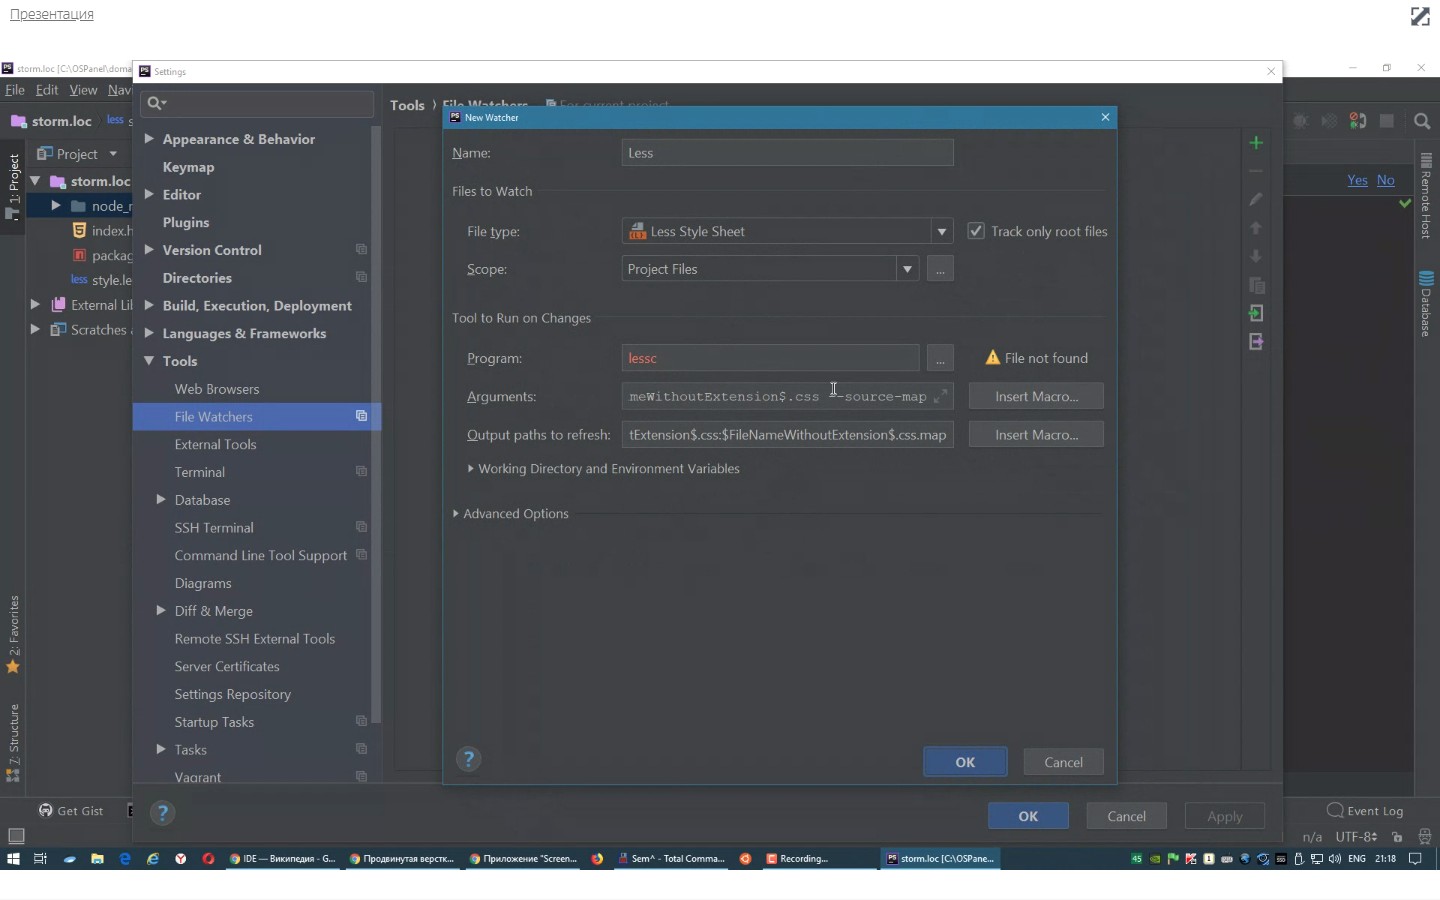 Презентация
storm.loc [C:\OSPanel\doma
Settings
File Edit View Nav
storm.loc less s
Tools › File Watchers For current project
New Watcher
Name: Less
Files to Watch
File type: Less Style Sheet Track only root files
Scope: Project Files ...
Tool to Run on Changes
Program: lessc ... File not found
Arguments: meWithoutExtension$.css --source-map Insert Macro...
Output paths to refresh: tExtension$.css:$FileNameWithoutExtension$.css.map Insert Macro...
Working Directory and Environment Variables
Advanced Options
OK Cancel
Appearance & Behavior
Keymap
Editor
Plugins
Version Control
Directories
Build, Execution, Deployment
Languages & Frameworks
Tools
Web Browsers
File Watchers
External Tools
Terminal
Database
SSH Terminal
Command Line Tool Support
Diagrams
Diff & Merge
Remote SSH External Tools
Server Certificates
Settings Repository
Startup Tasks
Tasks
Vagrant
OK Cancel Apply
1: Project
Project
storm.loc
node_r
index.h
packag
less style.le
External Lil
Scratches a
2: Favorites
7: Structure
Yes No
Remote Host
Database
Get Gist
Event Log
n/a UTF-8
IDE — Википедия - G...
Продвинутая верстк...
Приложение "Screen...
Sem^ - Total Comma...
Recording...
storm.loc [C:\OSPane...
45
ENG 21:18